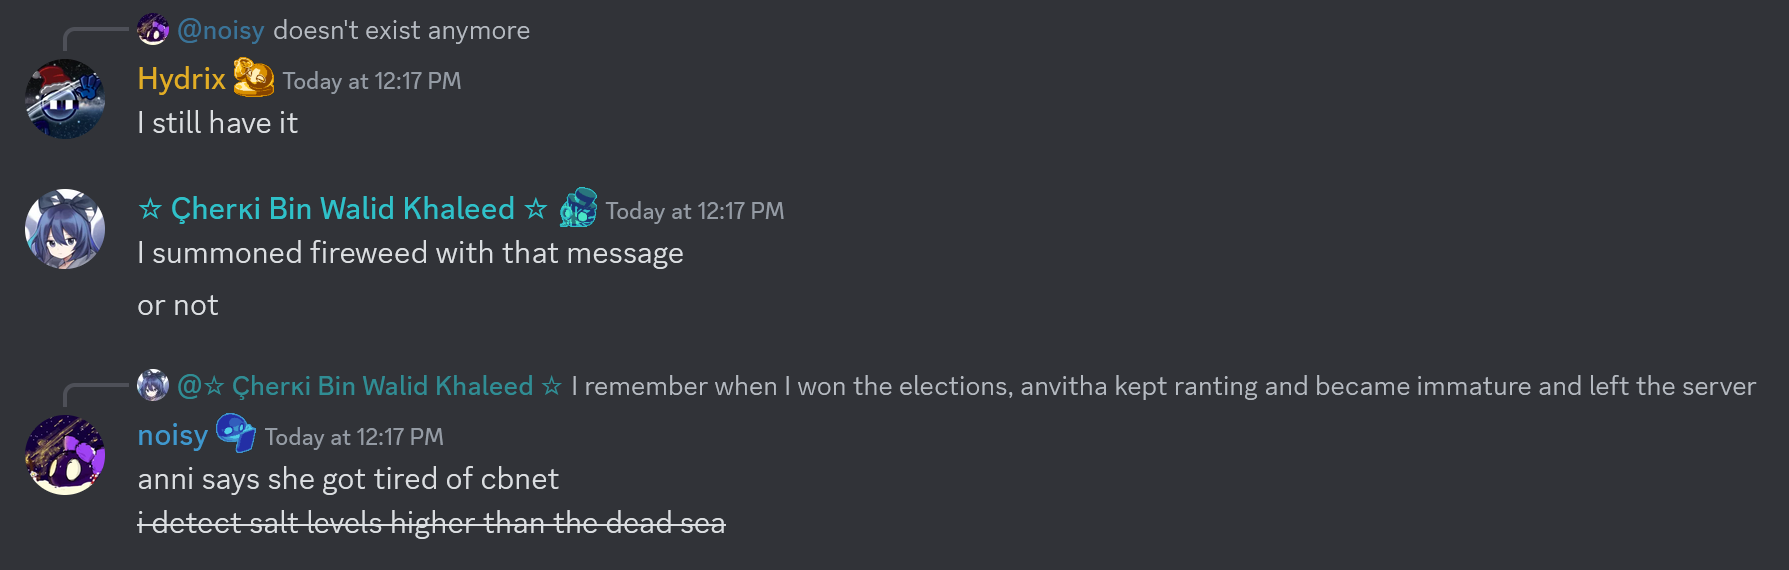 @noisy doesn't exist anymore
Hydrix Today at 12:17 PM
I still have it
☆ Çherкi Bin Walid Khaleed ☆ Today at 12:17 PM
I summoned fireweed with that message
or not
@☆ Çherкi Bin Walid Khaleed ☆ I remember when I won the elections, anvitha kept ranting and became immature and left the server
noisy Today at 12:17 PM
anni says she got tired of cbnet
i detect salt levels higher than the dead sea